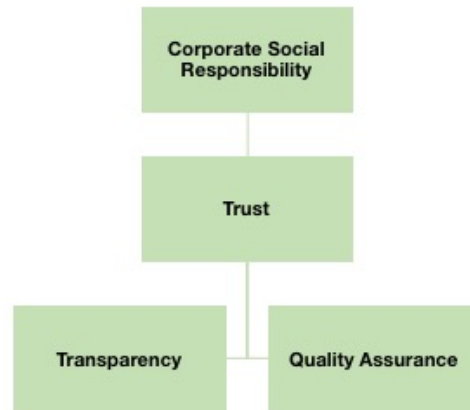 Corporate Social
Responsibility
Trust
Transparency
Quality Assurance